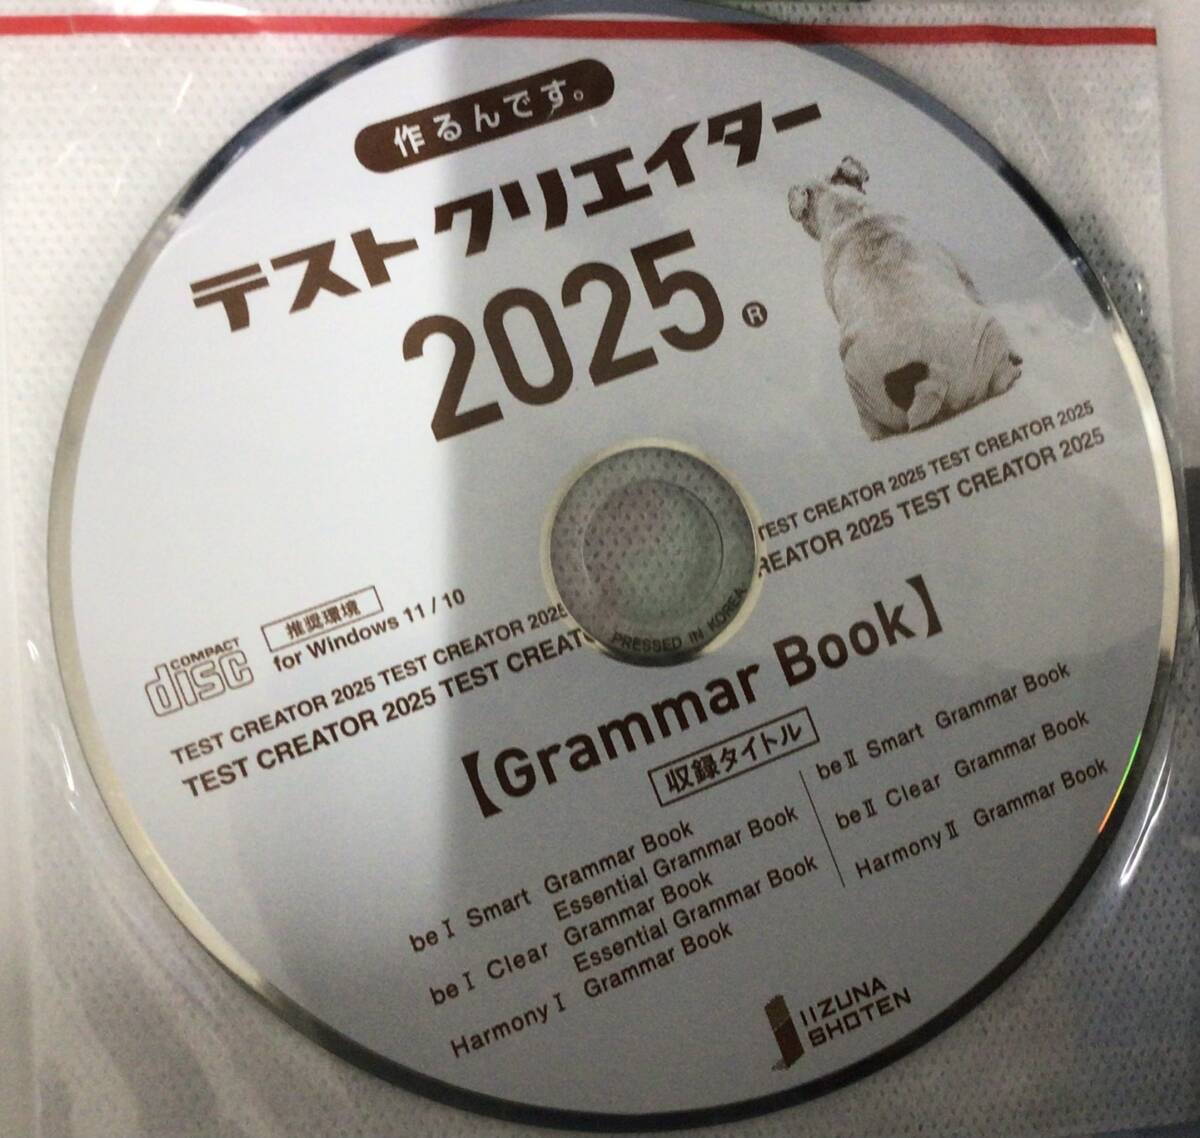 作るんです。
テストクリエイター
2025®
COMPACT
disc
推奨環境
for Windows 11 / 10
TEST CREATOR 2025 TEST CREATOR 2025
TEST CREATOR 2025 TEST CREATO
TEST CREATOR 2025 TEST CREATOR 2025
REATOR 2025 TEST CREATOR 2025
PRESSED IN KOREA
【Grammar Book】
収録タイトル
be I Smart Grammar Book
Essential Grammar Book
be I Clear Grammar Book
Essential Grammar Book
Harmony I Grammar Book
be II Smart Grammar Book
be II Clear Grammar Book
Harmony II Grammar Book
IIZUNA
SHOTEN